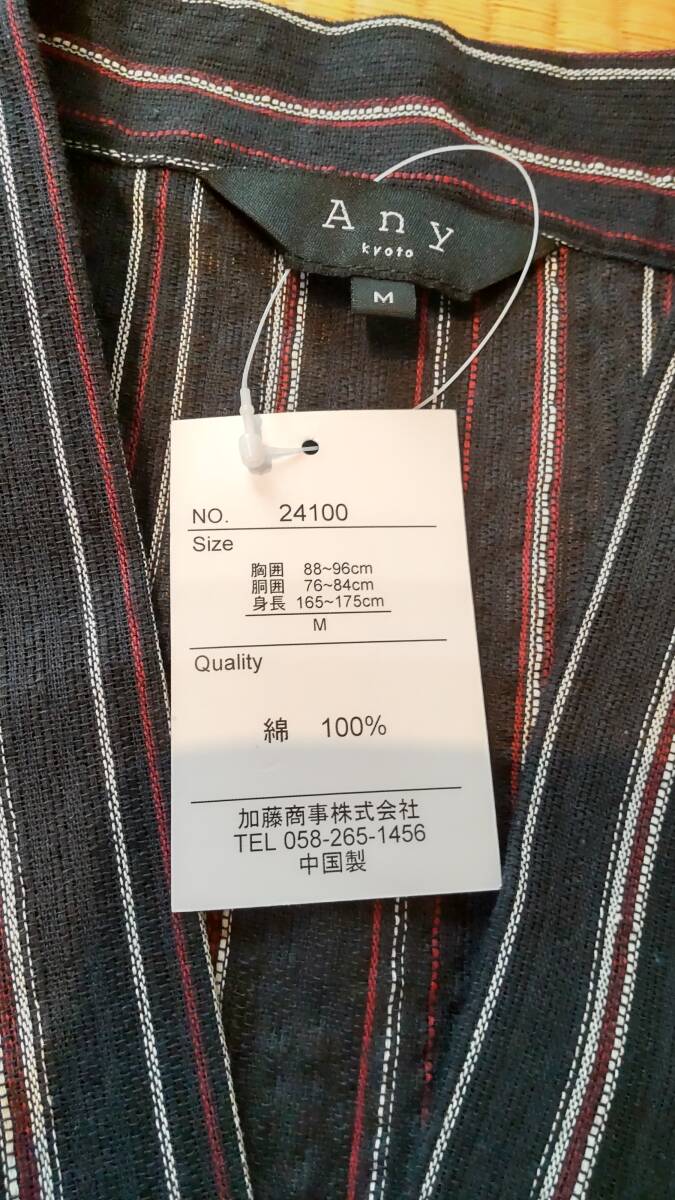 Any
kyoto
M
NO. 24100
Size
胸囲 88~96cm
胴囲 76~84cm
身長 165~175cm
M
Quality
綿 100%
加藤商事株式会社
TEL 058-265-1456
中国製